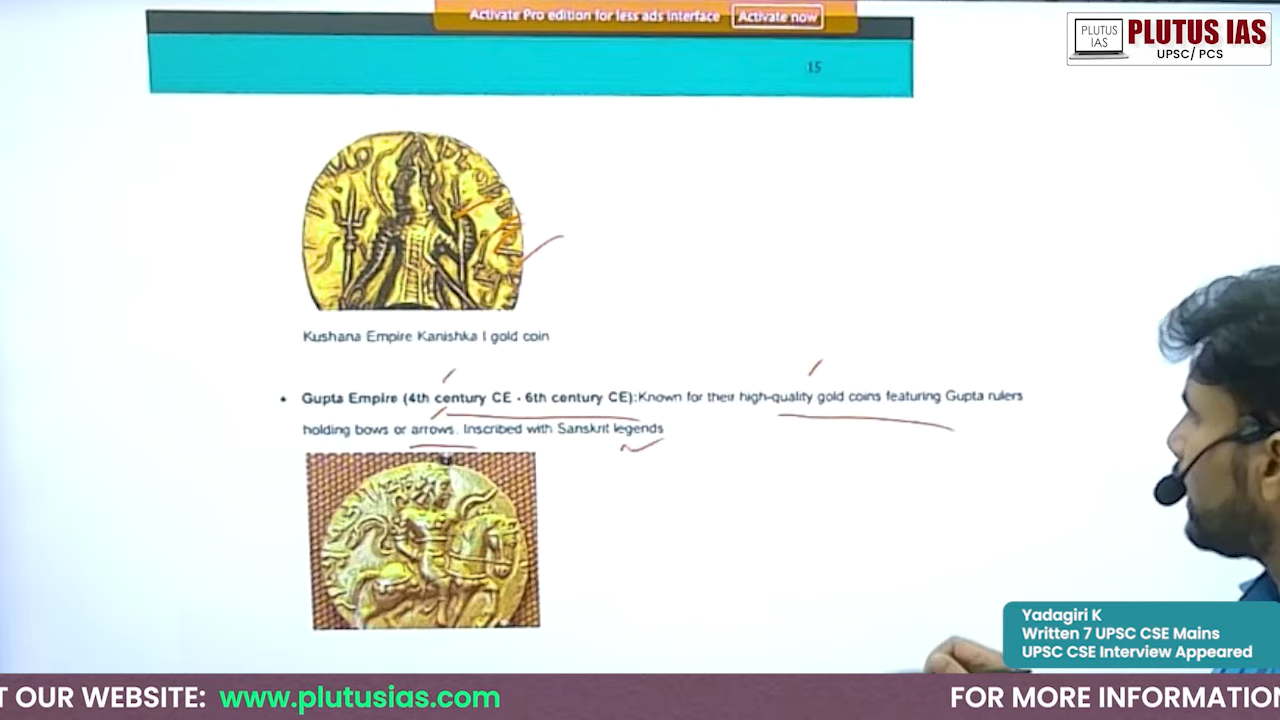 Activate Pro edition for less ads interface Activate now
PLUTUS IAS
PLUTUS IAS
UPSC/ PCS
15
Kushana Empire Kanishka I gold coin
• Gupta Empire (4th century CE - 6th century CE):Known for their high-quality gold coins featuring Gupta rulers
holding bows or arrows. Inscribed with Sanskrit legends
Yadagiri K
Written 7 UPSC CSE Mains
UPSC CSE Interview Appeared
T OUR WEBSITE: www.plutusias.com
FOR MORE INFORMATION